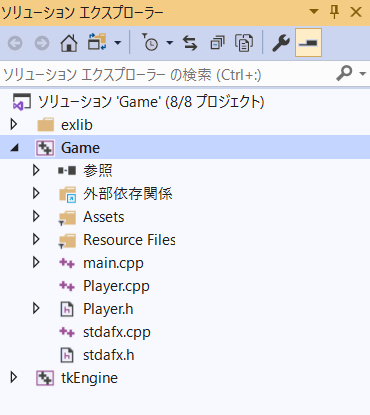 ソリューション エクスプローラー
ソリューション エクスプローラー の検索 (Ctrl+:)
ソリューション 'Game' (8/8 プロジェクト)
exlib
Game
参照
外部依存関係
Assets
Resource Files
main.cpp
Player.cpp
Player.h
stdafx.cpp
stdafx.h
tkEngine